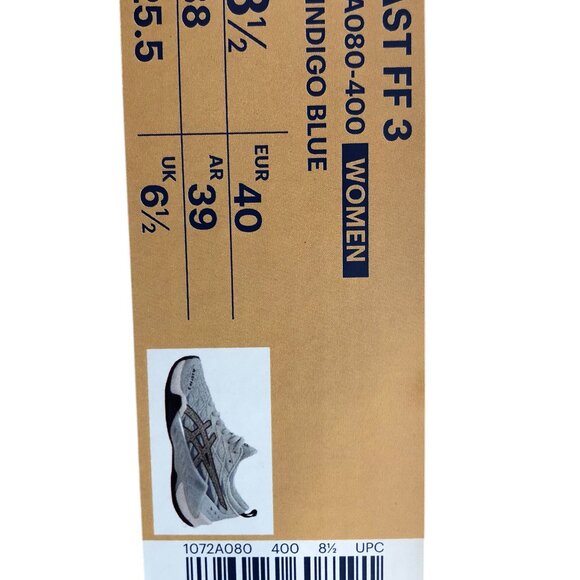 AST FF 3
A080-400 WOMEN
INDIGO BLUE
8½ EUR 40
38 AR 39
25.5 UK 6½
1072A080 400 8½ UPC